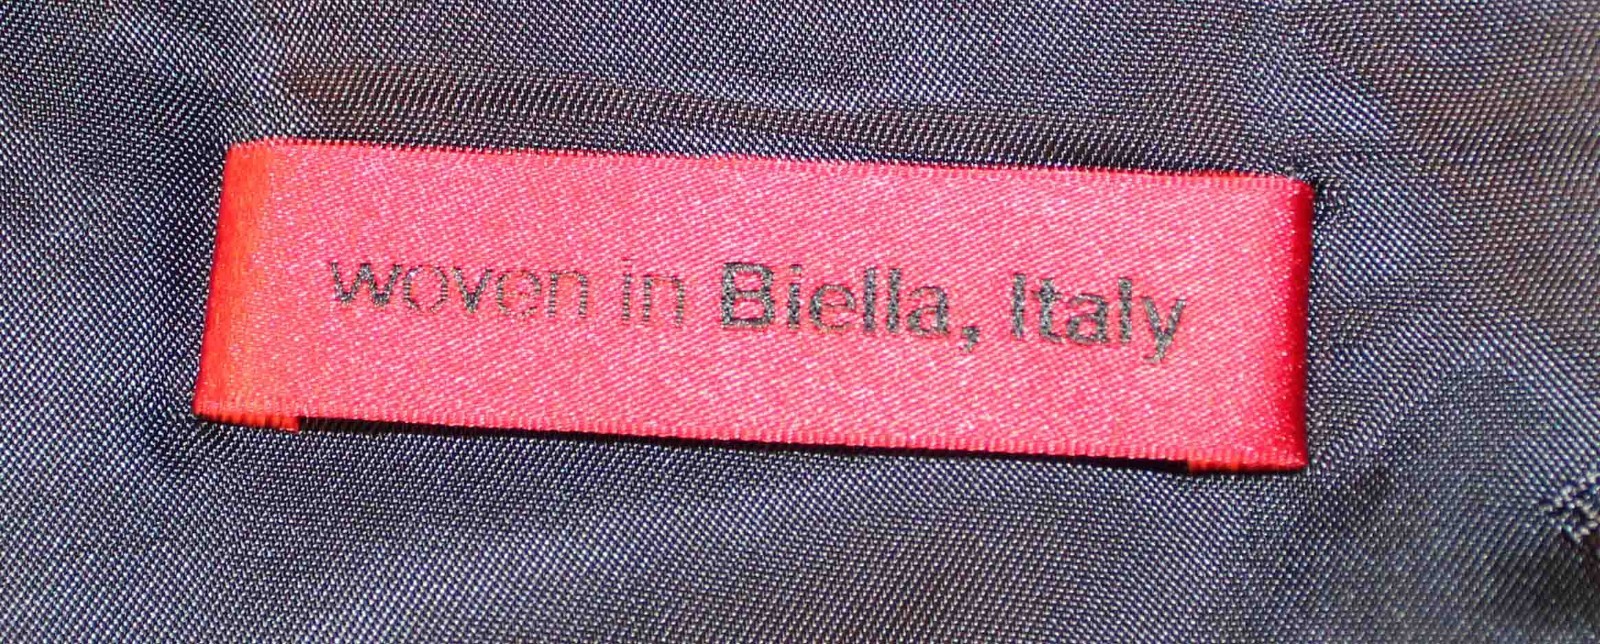 woven in Biella, Italy